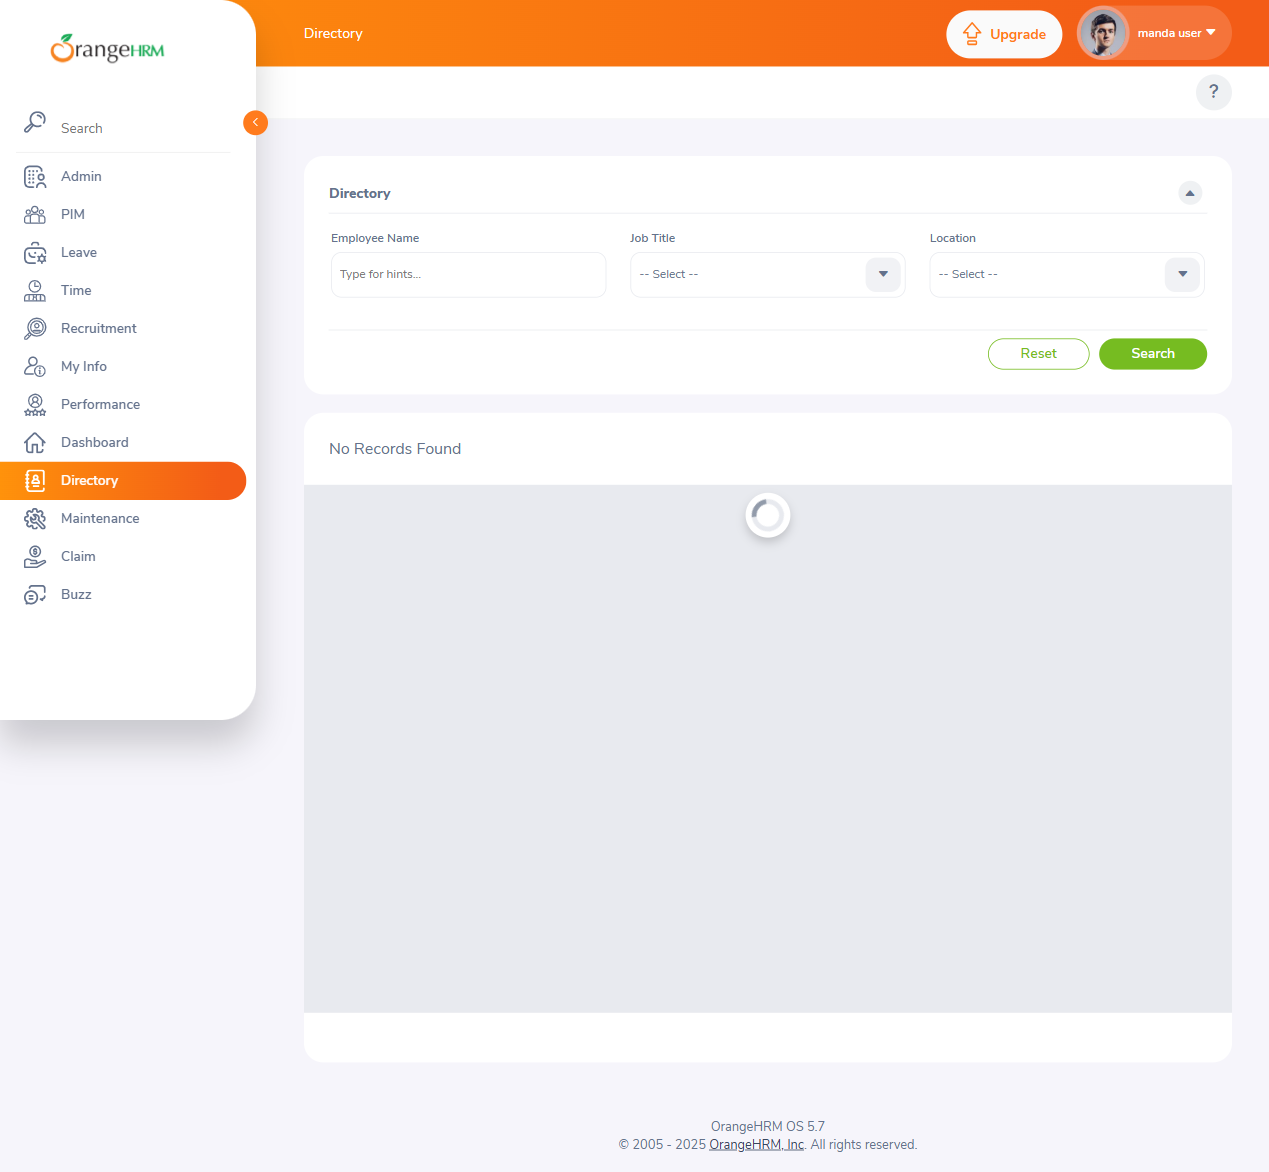 OrangeHRM
Directory
Upgrade
manda user
?
Search
Admin
PIM
Leave
Time
Recruitment
My Info
Performance
Dashboard
Directory
Maintenance
Claim
Buzz
Directory
Employee Name
Job Title
Location
Type for hints...
-- Select --
-- Select --
Reset
Search
No Records Found
OrangeHRM OS 5.7
© 2005 - 2025 OrangeHRM, Inc. All rights reserved.